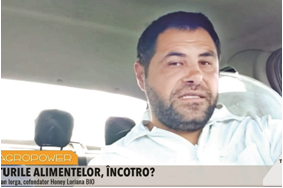 AGROPOWER
TURILE ALIMENTELOR, ÎNCOTRO?
an Iorga, cofondator Honey Loriana BIO